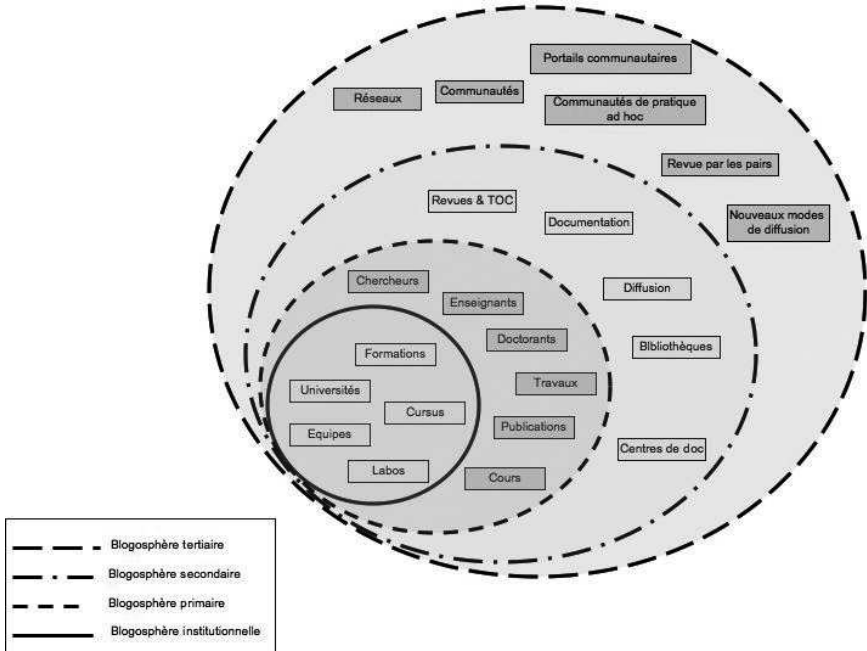 Portails communautaires
Réseaux
Communautés
Communautés de pratique
ad hoc
Revue par les pairs
Revues & TOC
Documentation
Nouveaux modes
de diffusion
Chercheurs
Diffusion
Enseignants
Doctorants
Bibliothèques
Formations
Universités
Travaux
Cursus
Equipes
Publications
Centres de doc
Labos
Cours
Blogosphère tertiaire
Blogosphère secondaire
Blogosphère primaire
Blogosphère institutionnelle